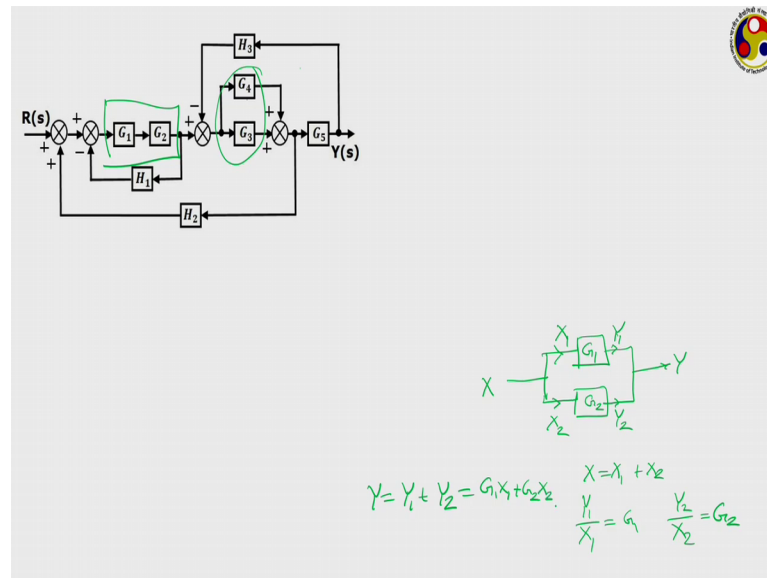 H₃
G₄
R(s) + + − G₁ G₂ − + G₃ + + G₅ Y(s)
+ +
H₁
H₂
X₁ G₁ Y₁
X Y
X₂ G₂ Y₂
X=X₁+X₂
Y=Y₁+Y₂=G₁X₁+G₂X₂.
Y₁/X₁=G₁ Y₂/X₂=G₂